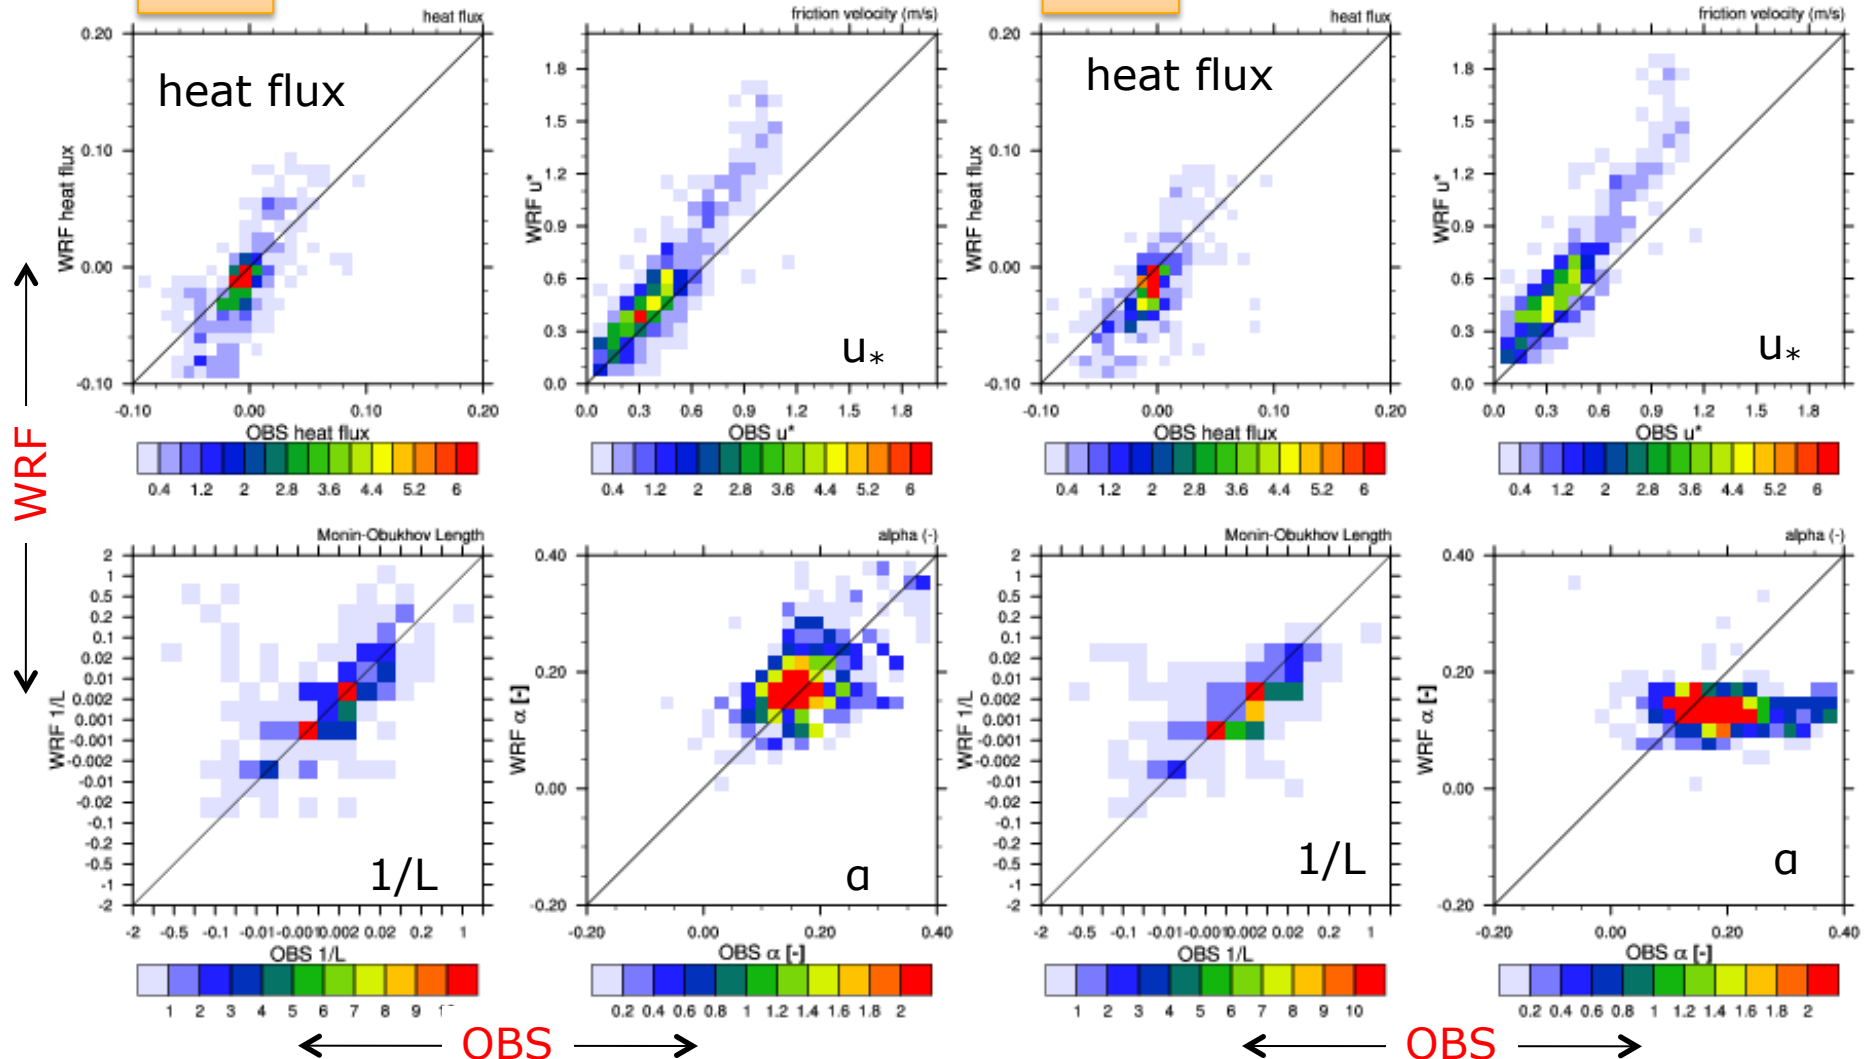 heat flux
friction velocity (m/s)
heat flux
friction velocity (m/s)
heat flux
u*
heat flux
u*
WRF heat flux
0.20
0.10
0.00
-0.10
-0.10 0.00 0.10 0.20
OBS heat flux
0.4 1.2 2 2.8 3.6 4.4 5.2 6
WRF u*
1.8
1.5
1.2
0.9
0.6
0.3
0.0
0.0 0.3 0.6 0.9 1.2 1.5 1.8
OBS u*
0.4 1.2 2 2.8 3.6 4.4 5.2 6
WRF heat flux
0.20
0.10
0.00
-0.10
-0.10 0.00 0.10 0.20
OBS heat flux
0.4 1.2 2 2.8 3.6 4.4 5.2 6
WRF u*
1.8
1.5
1.2
0.9
0.6
0.3
0.0
0.0 0.3 0.6 0.9 1.2 1.5 1.8
OBS u*
0.4 1.2 2 2.8 3.6 4.4 5.2 6
WRF
Monin-Obukhov Length
WRF 1/L
2
1
0.5
0.2
0.1
0.02
0.01
0.002
0.001
-0.001
-0.002
-0.01
-0.02
-0.1
-0.2
-0.5
-1
-2
1/L
-2 -0.5 -0.1 -0.01 -0.001 0.002 0.02 0.2 1
OBS 1/L
1 2 3 4 5 6 7 8 9
alpha (-)
WRF α [-]
0.40
0.20
0.00
-0.20
α
-0.20 0.00 0.20 0.40
OBS α [-]
0.2 0.4 0.6 0.8 1 1.2 1.4 1.6 1.8 2
Monin-Obukhov Length
WRF 1/L
2
1
0.5
0.2
0.1
0.02
0.01
0.002
0.001
-0.001
-0.002
-0.01
-0.02
-0.1
-0.2
-0.5
-1
-2
1/L
-2 -0.5 -0.1 -0.01 -0.001 0.002 0.02 0.2 1
OBS 1/L
1 2 3 4 5 6 7 8 9 10
alpha (-)
WRF α [-]
0.40
0.20
0.00
-0.20
α
-0.20 0.00 0.20 0.40
OBS α [-]
0.2 0.4 0.6 0.8 1 1.2 1.4 1.6 1.8 2
OBS
OBS